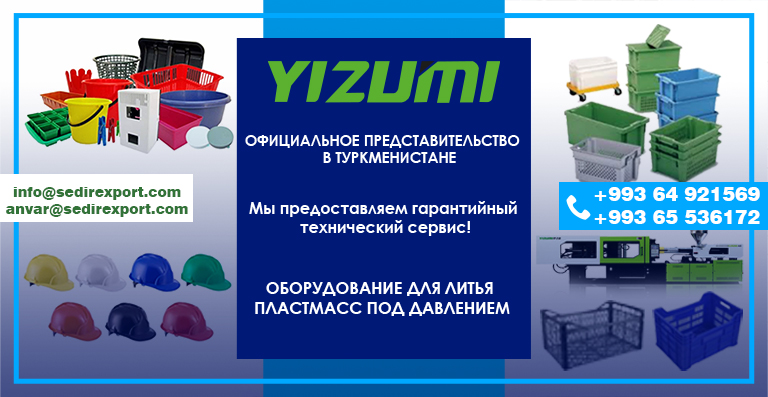 YIZUMI
ОФИЦИАЛЬНОЕ ПРЕДСТАВИТЕЛЬСТВО
В ТУРКМЕНИСТАНЕ
info@sedirexport.com
anvar@sedirexport.com
Мы предоставляем гарантийный
технический сервис!
+993 64 921569
+993 65 536172
YIZUMI
ОБОРУДОВАНИЕ ДЛЯ ЛИТЬЯ
ПЛАСТМАСС ПОД ДАВЛЕНИЕМ